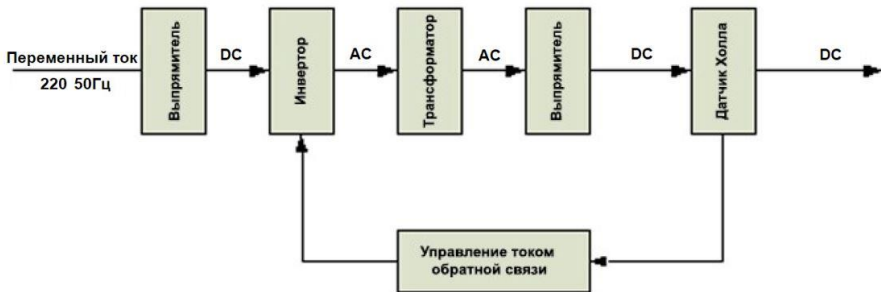 Переменный ток
220 50Гц
Выпрямитель
DC
Инвертор
AC
Трансформатор
AC
Выпрямитель
DC
Датчик Холла
DC
Управление током
обратной связи